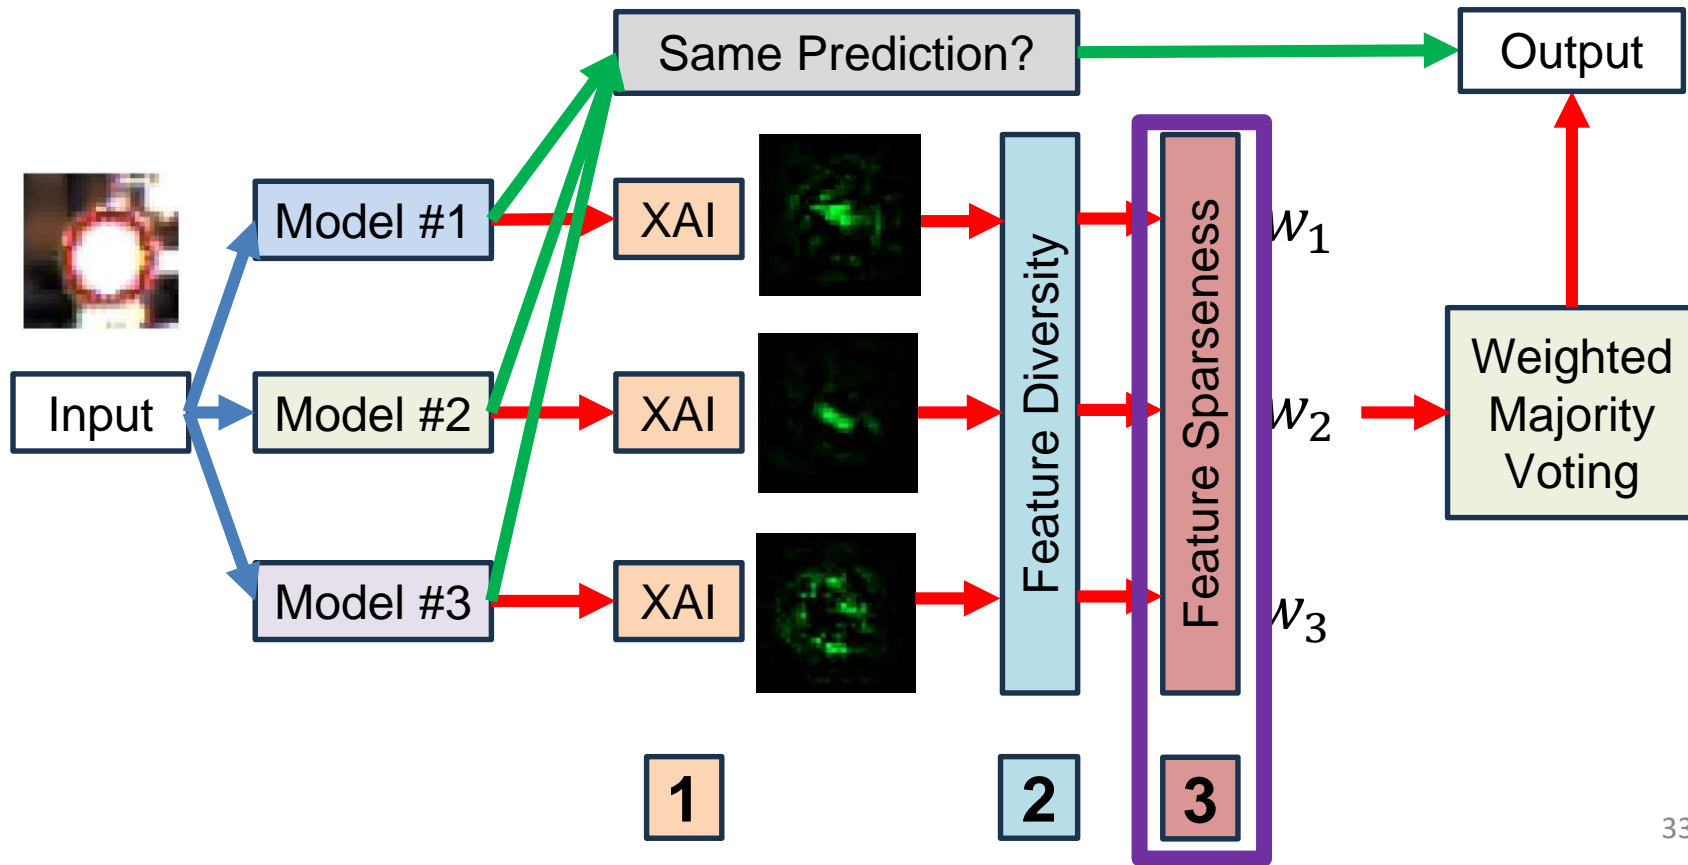 Same Prediction?
Output
Model #1
XAI
w₁
Input
Model #2
XAI
Feature Diversity
Feature Sparseness
w₂
Weighted
Majority
Voting
Model #3
XAI
w₃
1
2
3
33